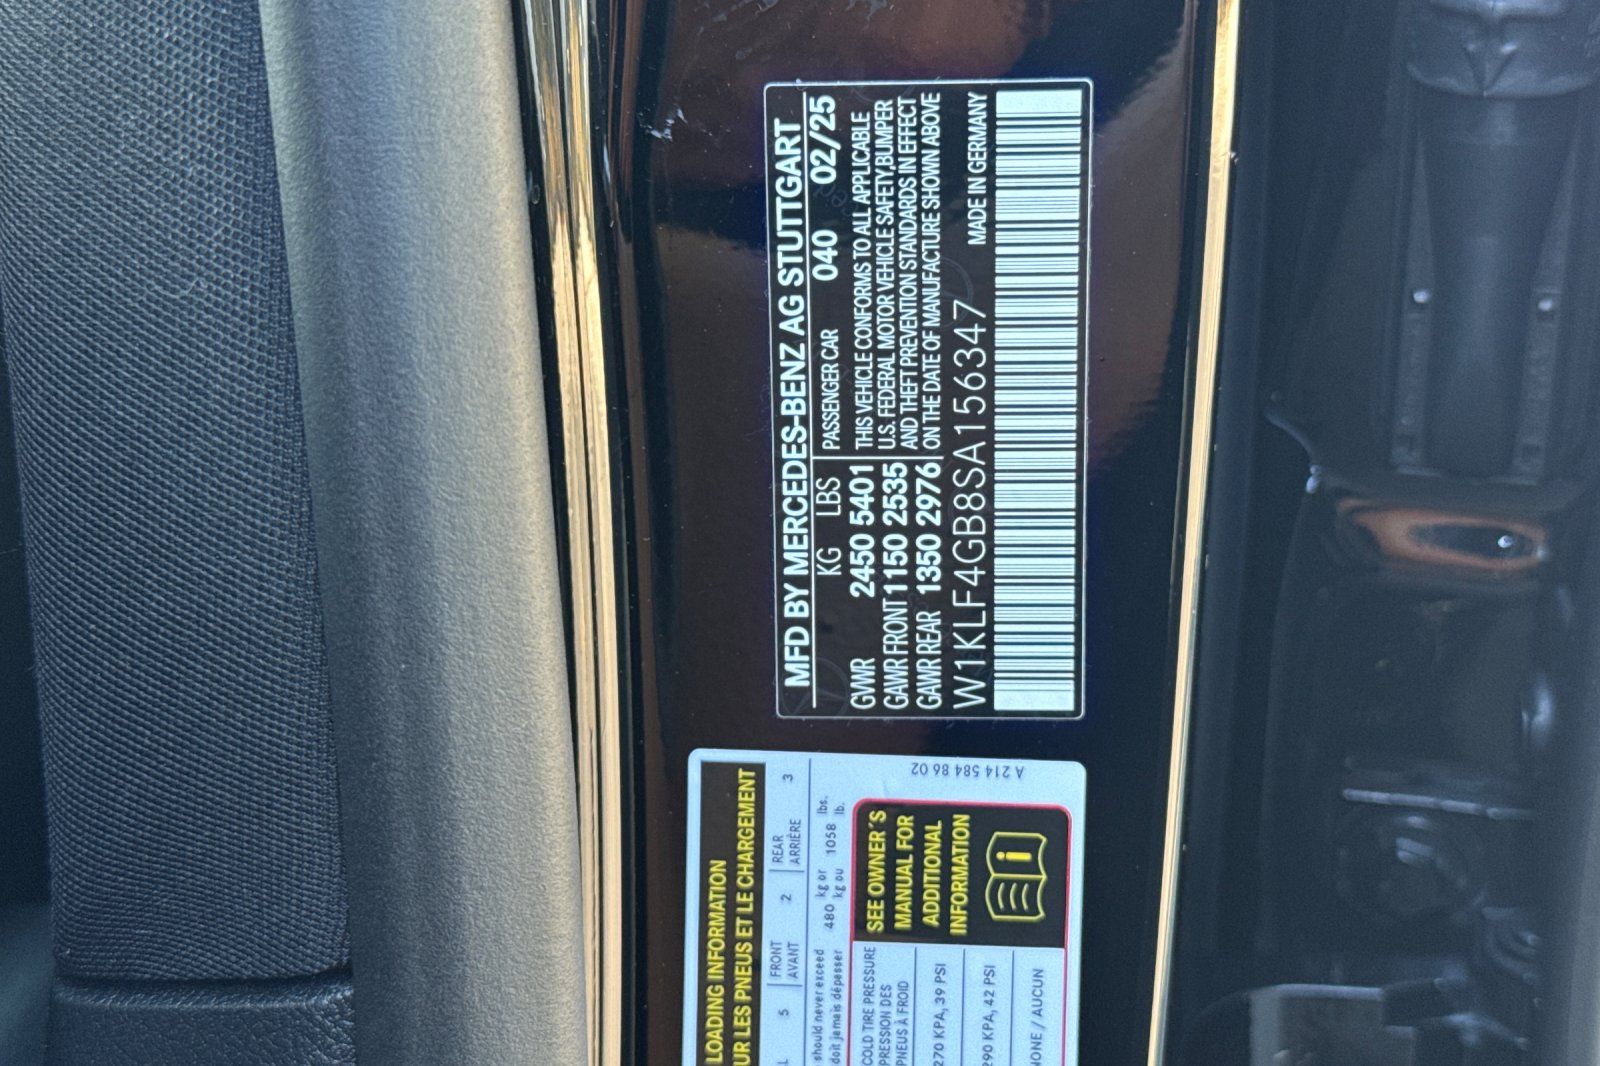 MFD BY MERCEDES-BENZ AG STUTTGART
KG LBS PASSENGER CAR 040 02/25
GVWR 2450 5401 THIS VEHICLE CONFORMS TO ALL APPLICABLE
GAWR FRONT 1150 2535 U.S. FEDERAL MOTOR VEHICLE SAFETY,BUMPER
AND THEFT PREVENTION STANDARDS IN EFFECT
GAWR REAR 1350 2976 ON THE DATE OF MANUFACTURE SHOWN ABOVE
W1KLF4GB8SA156347 MADE IN GERMANY
LOADING INFORMATION
UR LES PNEUS ET LE CHARGEMENT
5 FRONT 2 REAR 3
AVANT ARRIÈRE
should never exceed 480 kg or 1058 lbs.
doit jamais dépasser kg ou lb.
COLD TIRE PRESSURE
PRESSION DES
PNEUS À FROID
270 KPA, 39 PSI
290 KPA, 42 PSI
NONE / AUCUN
SEE OWNER'S
MANUAL FOR
ADDITIONAL
INFORMATION
i
A 214 584 86 02